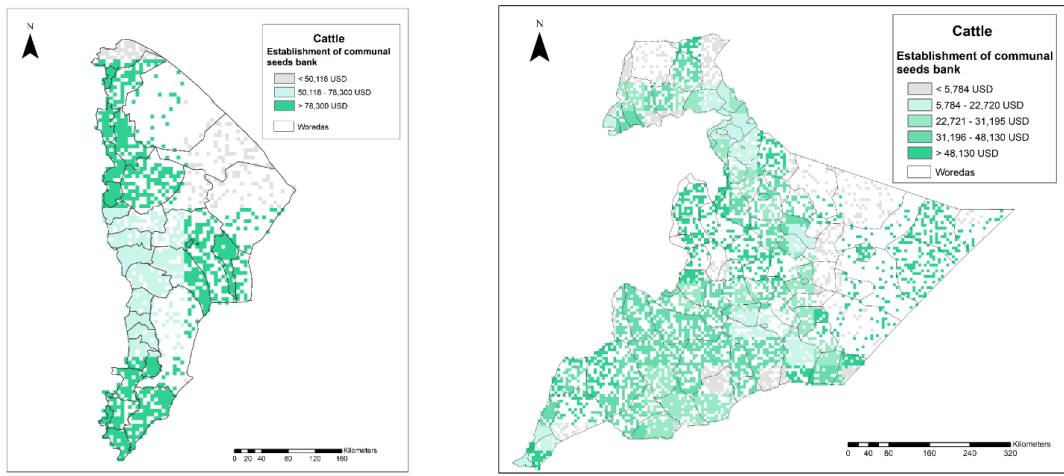 N
Cattle
Establishment of communal
seeds bank
< 50,118 USD
50,118 - 78,300 USD
> 78,300 USD
Woredas
Kilometers
0 20 40 80 120 160
N
Cattle
Establishment of communal
seeds bank
< 5,784 USD
5,784 - 22,720 USD
22,721 - 31,195 USD
31,196 - 48,130 USD
> 48,130 USD
Woredas
Kilometers
0 40 80 160 240 320